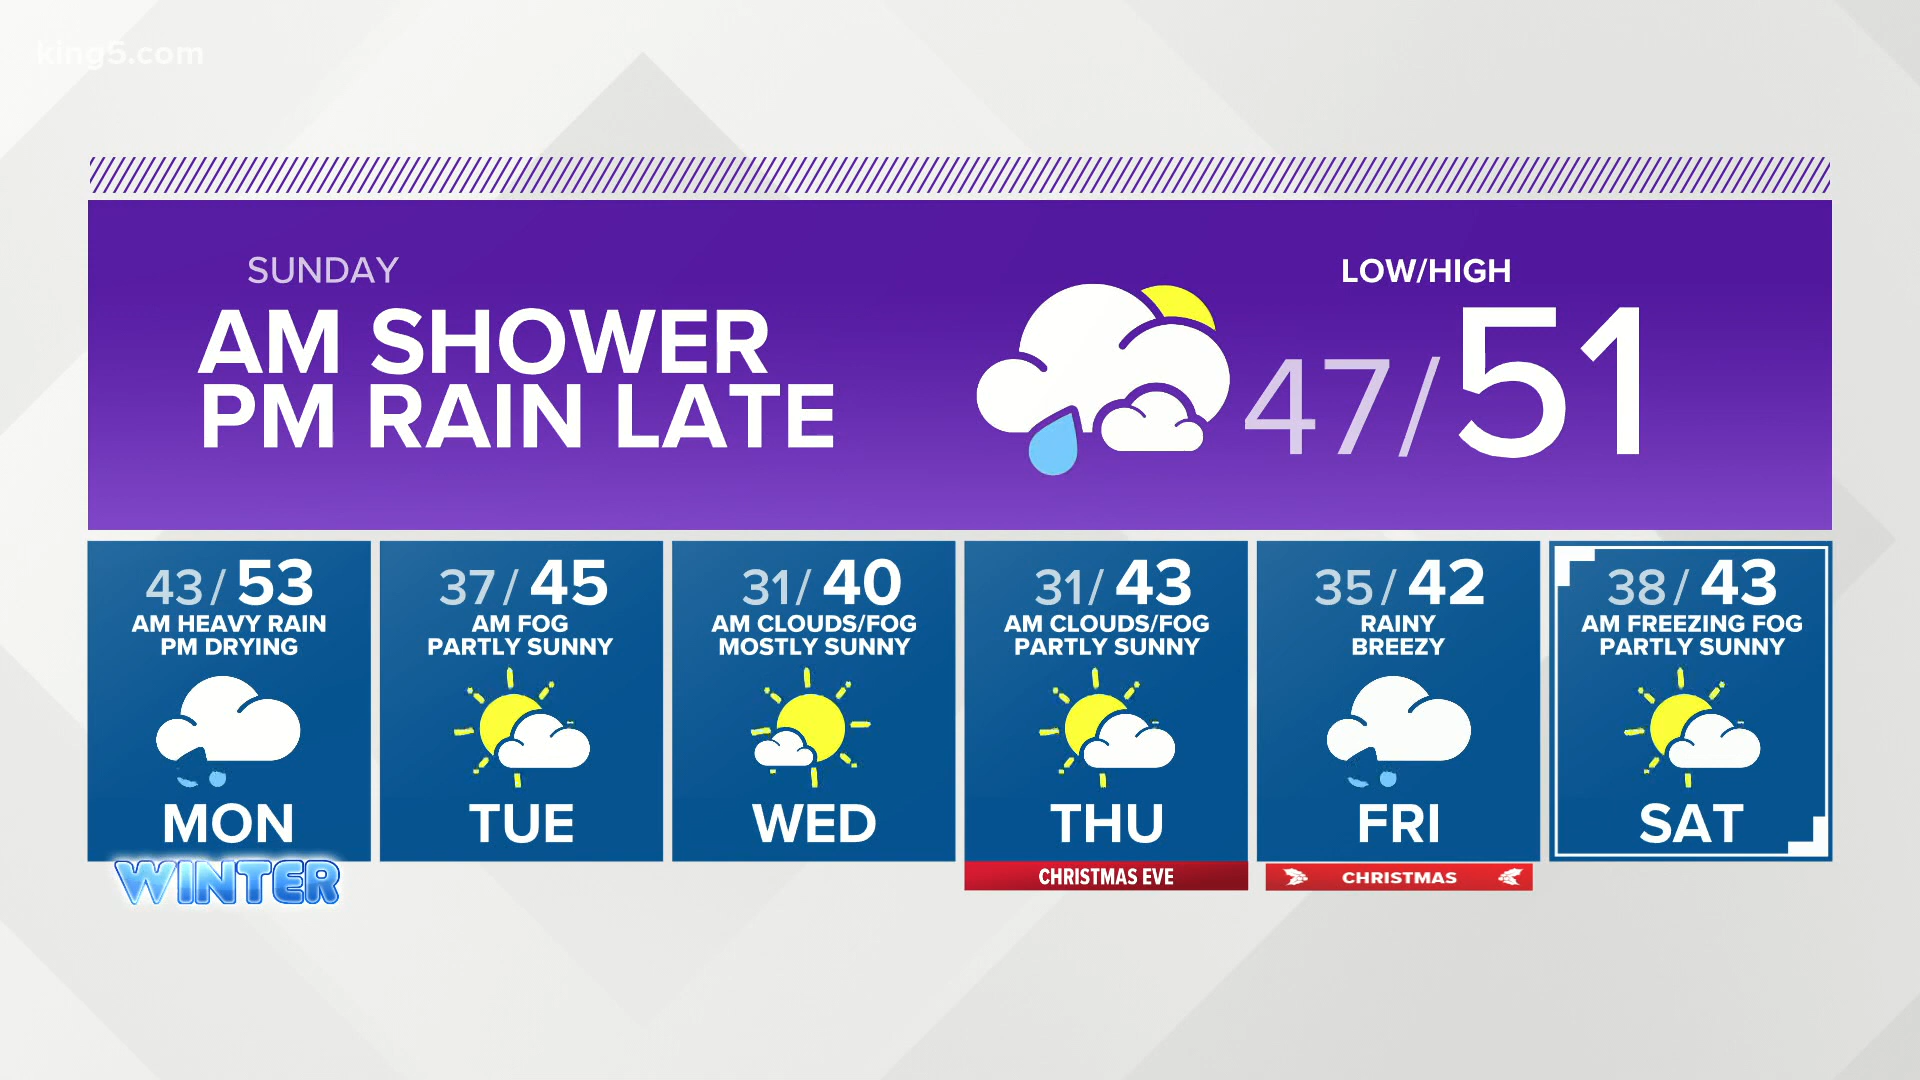 king5.com
SUNDAY
AM SHOWER
PM RAIN LATE
LOW/HIGH
47/51
43/53
AM HEAVY RAIN
PM DRYING
MON
WINTER
37/45
AM FOG
PARTLY SUNNY
TUE
31/40
AM CLOUDS/FOG
MOSTLY SUNNY
WED
31/43
AM CLOUDS/FOG
PARTLY SUNNY
THU
CHRISTMAS EVE
35/42
RAINY
BREEZY
FRI
CHRISTMAS
38/43
AM FREEZING FOG
PARTLY SUNNY
SAT